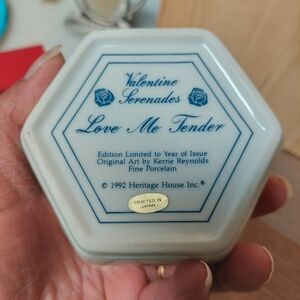 Valentine
Serenades
Love Me Tender
Edition Limited to Year of Issue
Original Art by Kerrie Reynolds
Fine Porcelain
© 1992 Heritage House Inc.®
CRAFTED IN
JAPAN